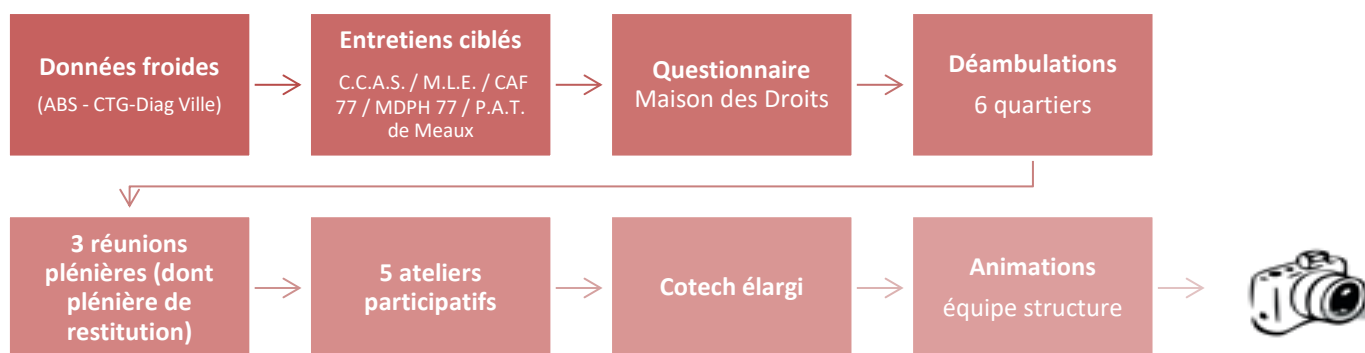 Données froides
(ABS - CTG-Diag Ville)
Entretiens ciblés
C.C.A.S. / M.L.E. / CAF
77 / MDPH 77 / P.A.T.
de Meaux
Questionnaire
Maison des Droits
Déambulations
6 quartiers
3 réunions
plénières (dont
plénière de
restitution)
5 ateliers
participatifs
Cotech élargi
Animations
équipe structure